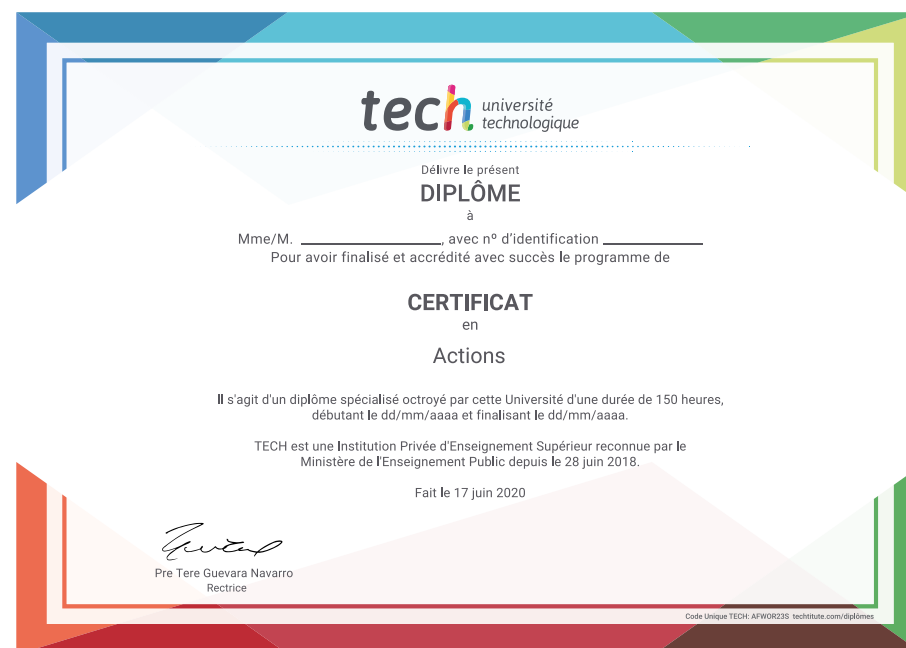 tech université
technologique
Délivre le présent
DIPLÔME
à
Mme/M. ____________________, avec nº d'identification ______________
Pour avoir finalisé et accrédité avec succès le programme de
CERTIFICAT
en
Actions
Il s'agit d'un diplôme spécialisé octroyé par cette Université d'une durée de 150 heures,
débutant le dd/mm/aaaa et finalisant le dd/mm/aaaa.
TECH est une Institution Privée d'Enseignement Supérieur reconnue par le
Ministère de l'Enseignement Public depuis le 28 juin 2018.
Fait le 17 juin 2020
Pre Tere Guevara Navarro
Rectrice
Code Unique TECH: AFWOR23S techtitute.com/diplômes